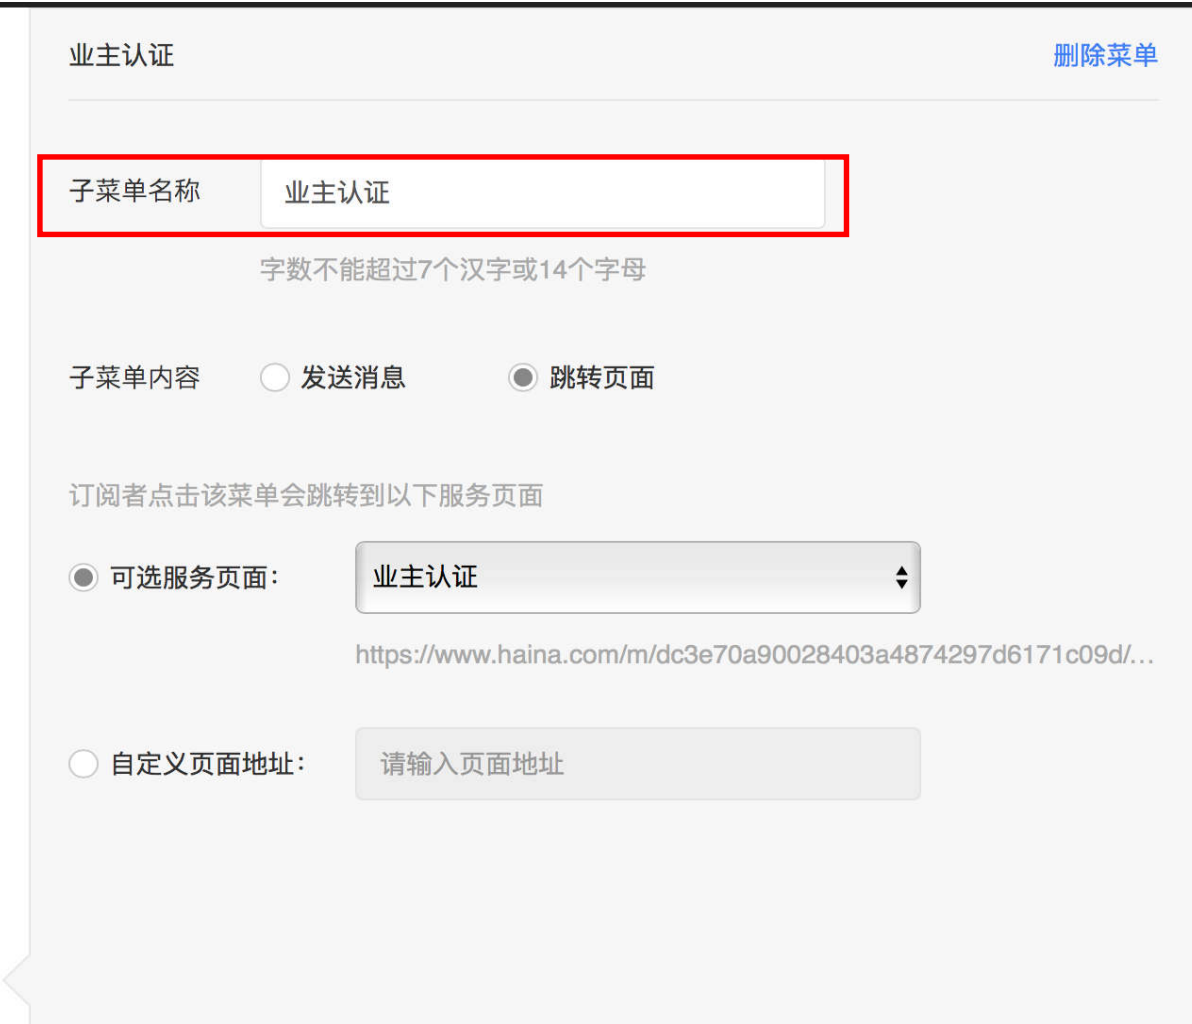 业主认证 删除菜单
子菜单名称 业主认证
字数不能超过7个汉字或14个字母
子菜单内容 发送消息 跳转页面
订阅者点击该菜单会跳转到以下服务页面
可选服务页面： 业主认证
https://www.haina.com/m/dc3e70a90028403a4874297d6171c09d/...
自定义页面地址： 请输入页面地址